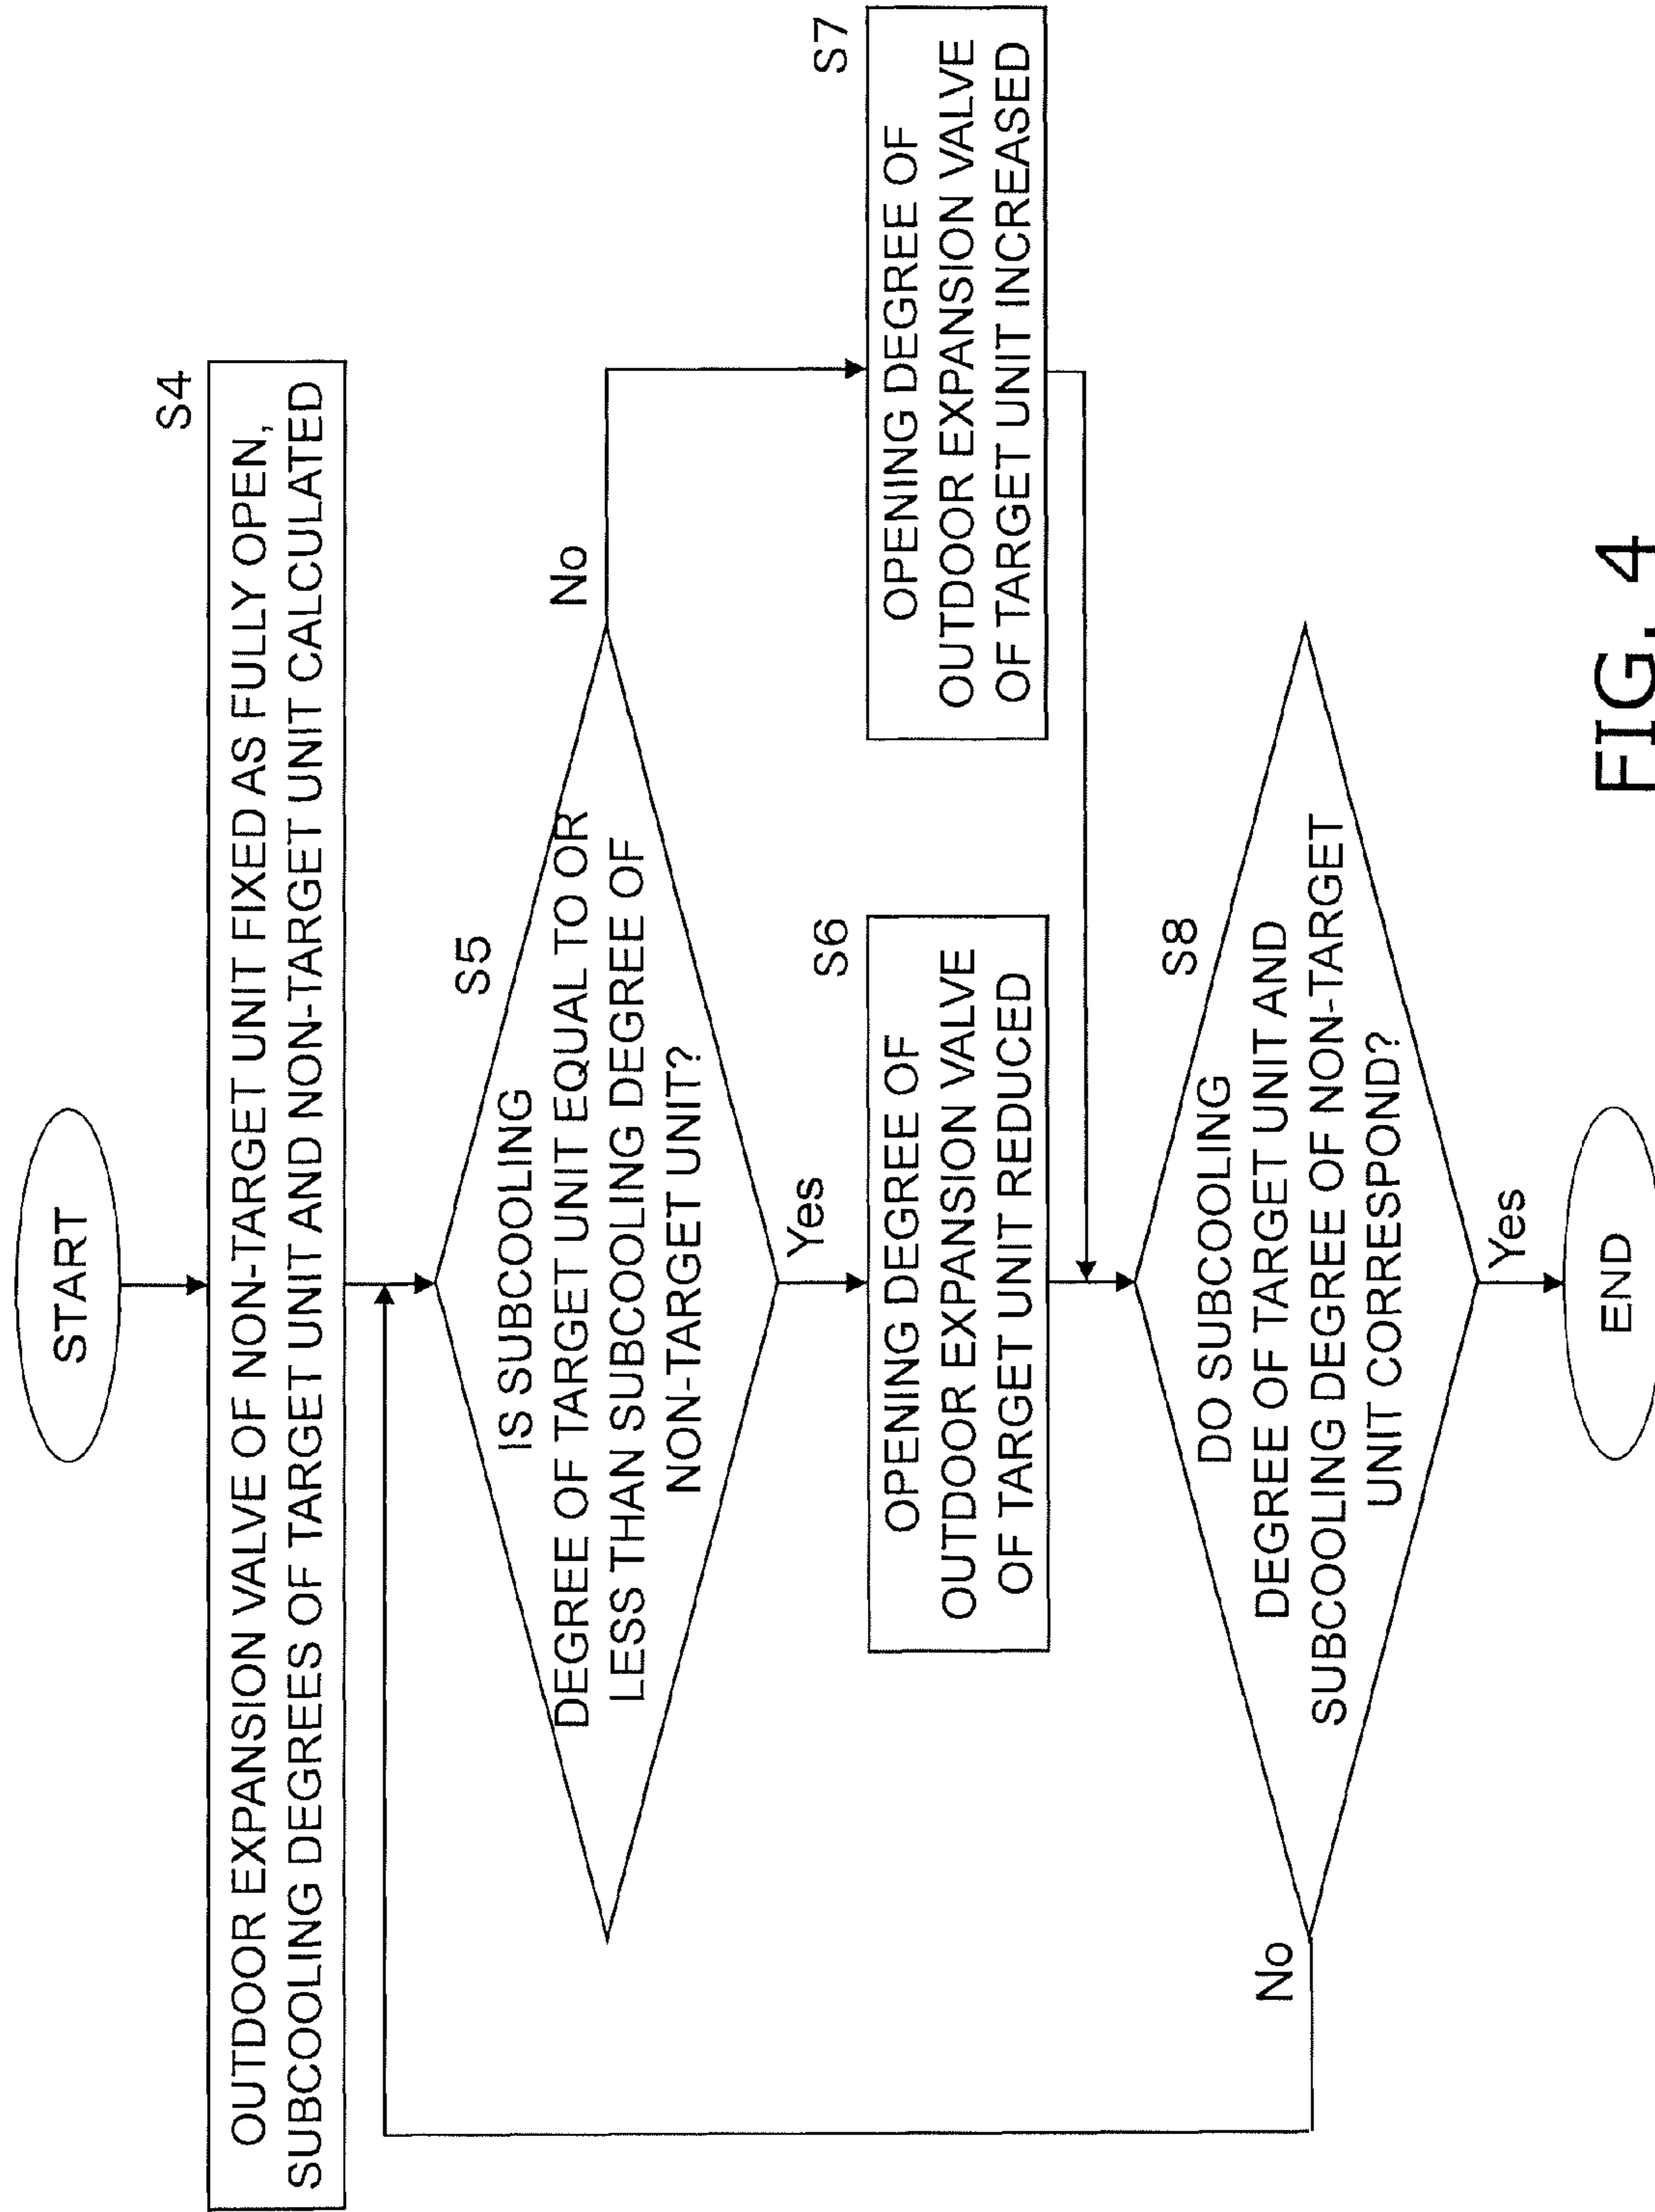 START
S4
OUTDOOR EXPANSION VALVE OF NON-TARGET UNIT FIXED AS FULLY OPEN,
SUBCOOLING DEGREES OF TARGET UNIT AND NON-TARGET UNIT CALCULATED
S5
IS SUBCOOLING
DEGREE OF TARGET UNIT EQUAL TO OR
LESS THAN SUBCOOLING DEGREE OF
NON-TARGET UNIT?
No
Yes
S6
OPENING DEGREE OF
OUTDOOR EXPANSION VALVE
OF TARGET UNIT REDUCED
S7
OPENING DEGREE OF
OUTDOOR EXPANSION VALVE
OF TARGET UNIT INCREASED
S8
DO SUBCOOLING
DEGREE OF TARGET UNIT AND
SUBCOOLING DEGREE OF NON-TARGET
UNIT CORRESPOND?
No
Yes
END
FIG. 4